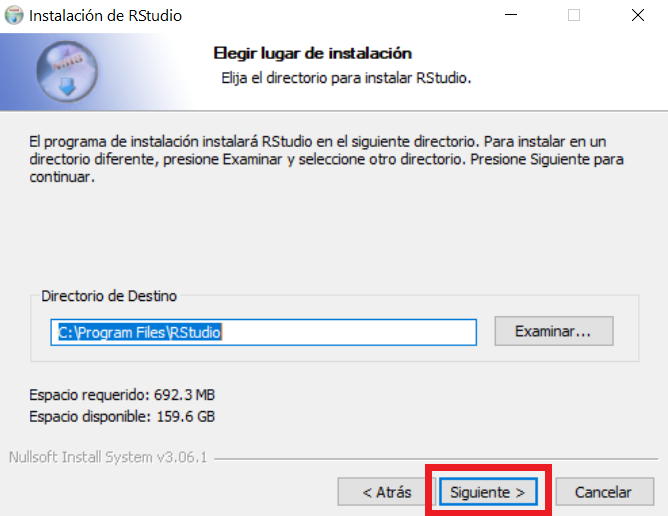 Instalación de RStudio
Elegir lugar de instalación
Elija el directorio para instalar RStudio.
El programa de instalación instalará RStudio en el siguiente directorio. Para instalar en un
directorio diferente, presione Examinar y seleccione otro directorio. Presione Siguiente para
continuar.
Directorio de Destino
C:\Program Files\RStudio
Examinar...
Espacio requerido: 692.3 MB
Espacio disponible: 159.6 GB
Nullsoft Install System v3.06.1
< Atrás
Siguiente >
Cancelar